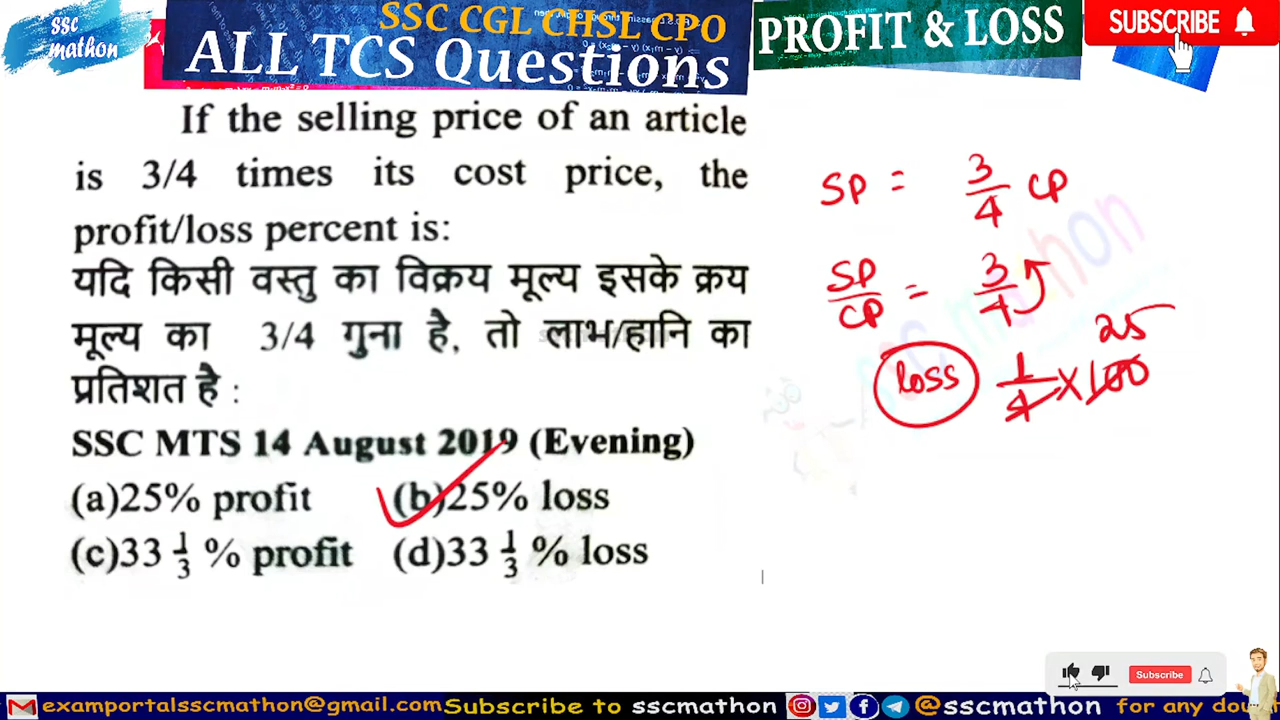 SSC mathon
SSC CGL CHSL CPO
ALL TCS Questions
PROFIT & LOSS
SUBSCRIBE
If the selling price of an article
is 3/4 times its cost price, the
profit/loss percent is:
यदि किसी वस्तु का विक्रय मूल्य इसके क्रय
मूल्य का 3/4 गुना है, तो लाभ/हानि का
प्रतिशत है :
SSC MTS 14 August 2019 (Evening)
(a)25% profit (b)25% loss
(c)33 1/3 % profit (d)33 1/3 % loss
SP = 3/4 CP
SP/CP = 3/4
25
loss 1/4 × 100
ssc mathon
Subscribe
examportalsscmathon@gmail.com Subscribe to sscmathon @sscmathon for any dou